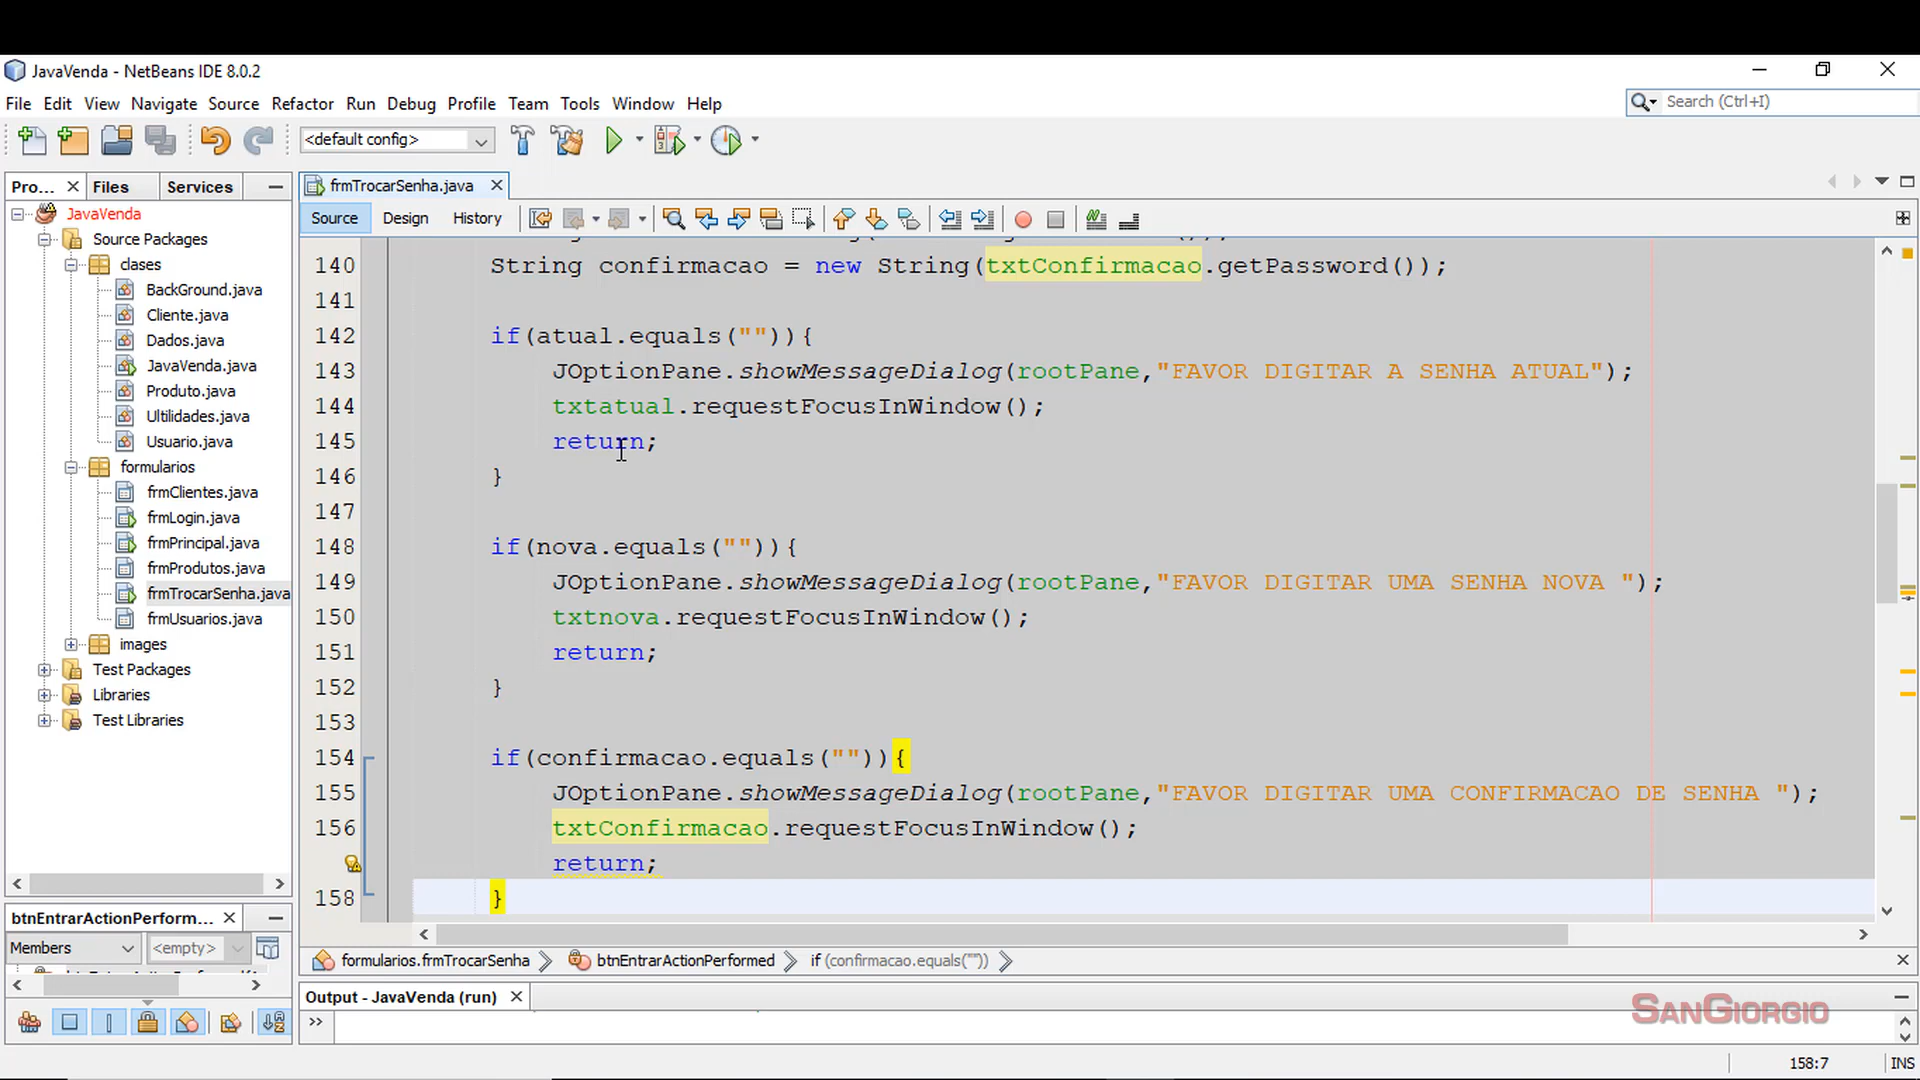 JavaVenda - NetBeans IDE 8.0.2
File Edit View Navigate Source Refactor Run Debug Profile Team Tools Window Help
Search (Ctrl+I)
<default config>
Pro... Files Services
frmTrocarSenha.java
Source Design History
JavaVenda
Source Packages
clases
BackGround.java
Cliente.java
Dados.java
JavaVenda.java
Produto.java
Ultilidades.java
Usuario.java
formularios
frmClientes.java
frmLogin.java
frmPrincipal.java
frmProdutos.java
frmTrocarSenha.java
frmUsuarios.java
images
Test Packages
Libraries
Test Libraries
140 String confirmacao = new String(txtConfirmacao.getPassword());
141
142 if(atual.equals("")){
143 JOptionPane.showMessageDialog(rootPane,"FAVOR DIGITAR A SENHA ATUAL");
144 txtatual.requestFocusInWindow();
145 return;
146 }
147
148 if(nova.equals("")){
149 JOptionPane.showMessageDialog(rootPane,"FAVOR DIGITAR UMA SENHA NOVA ");
150 txtnova.requestFocusInWindow();
151 return;
152 }
153
154 if(confirmacao.equals("")){
155 JOptionPane.showMessageDialog(rootPane,"FAVOR DIGITAR UMA CONFIRMACAO DE SENHA ");
156 txtConfirmacao.requestFocusInWindow();
return;
158 }
btnEntrarActionPerform...
Members <empty>
formularios.frmTrocarSenha btnEntrarActionPerformed if (confirmacao.equals(""))
Output - JavaVenda (run)
>>
SANGIORGIO
158:7 INS